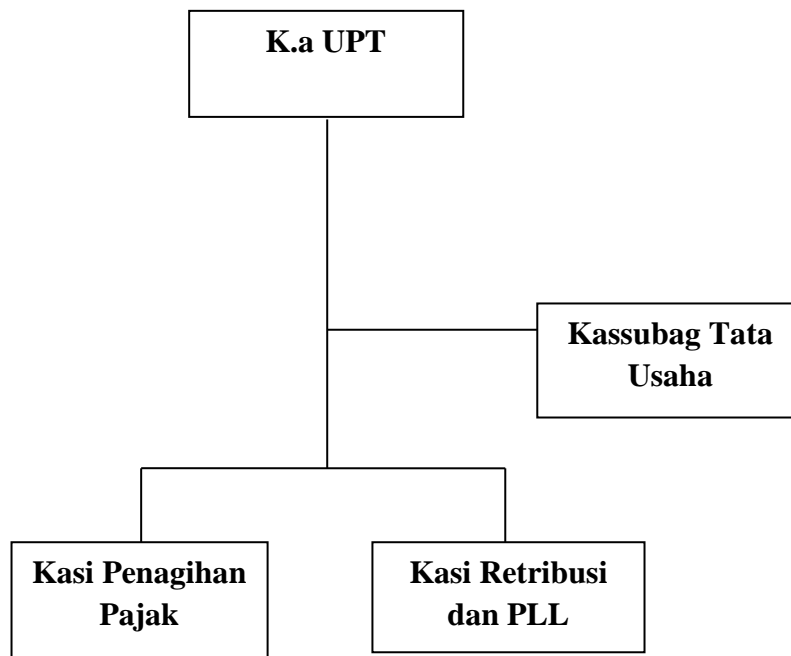 K.a UPT
Kassubag Tata
Usaha
Kasi Penagihan
Pajak
Kasi Retribusi
dan PLL